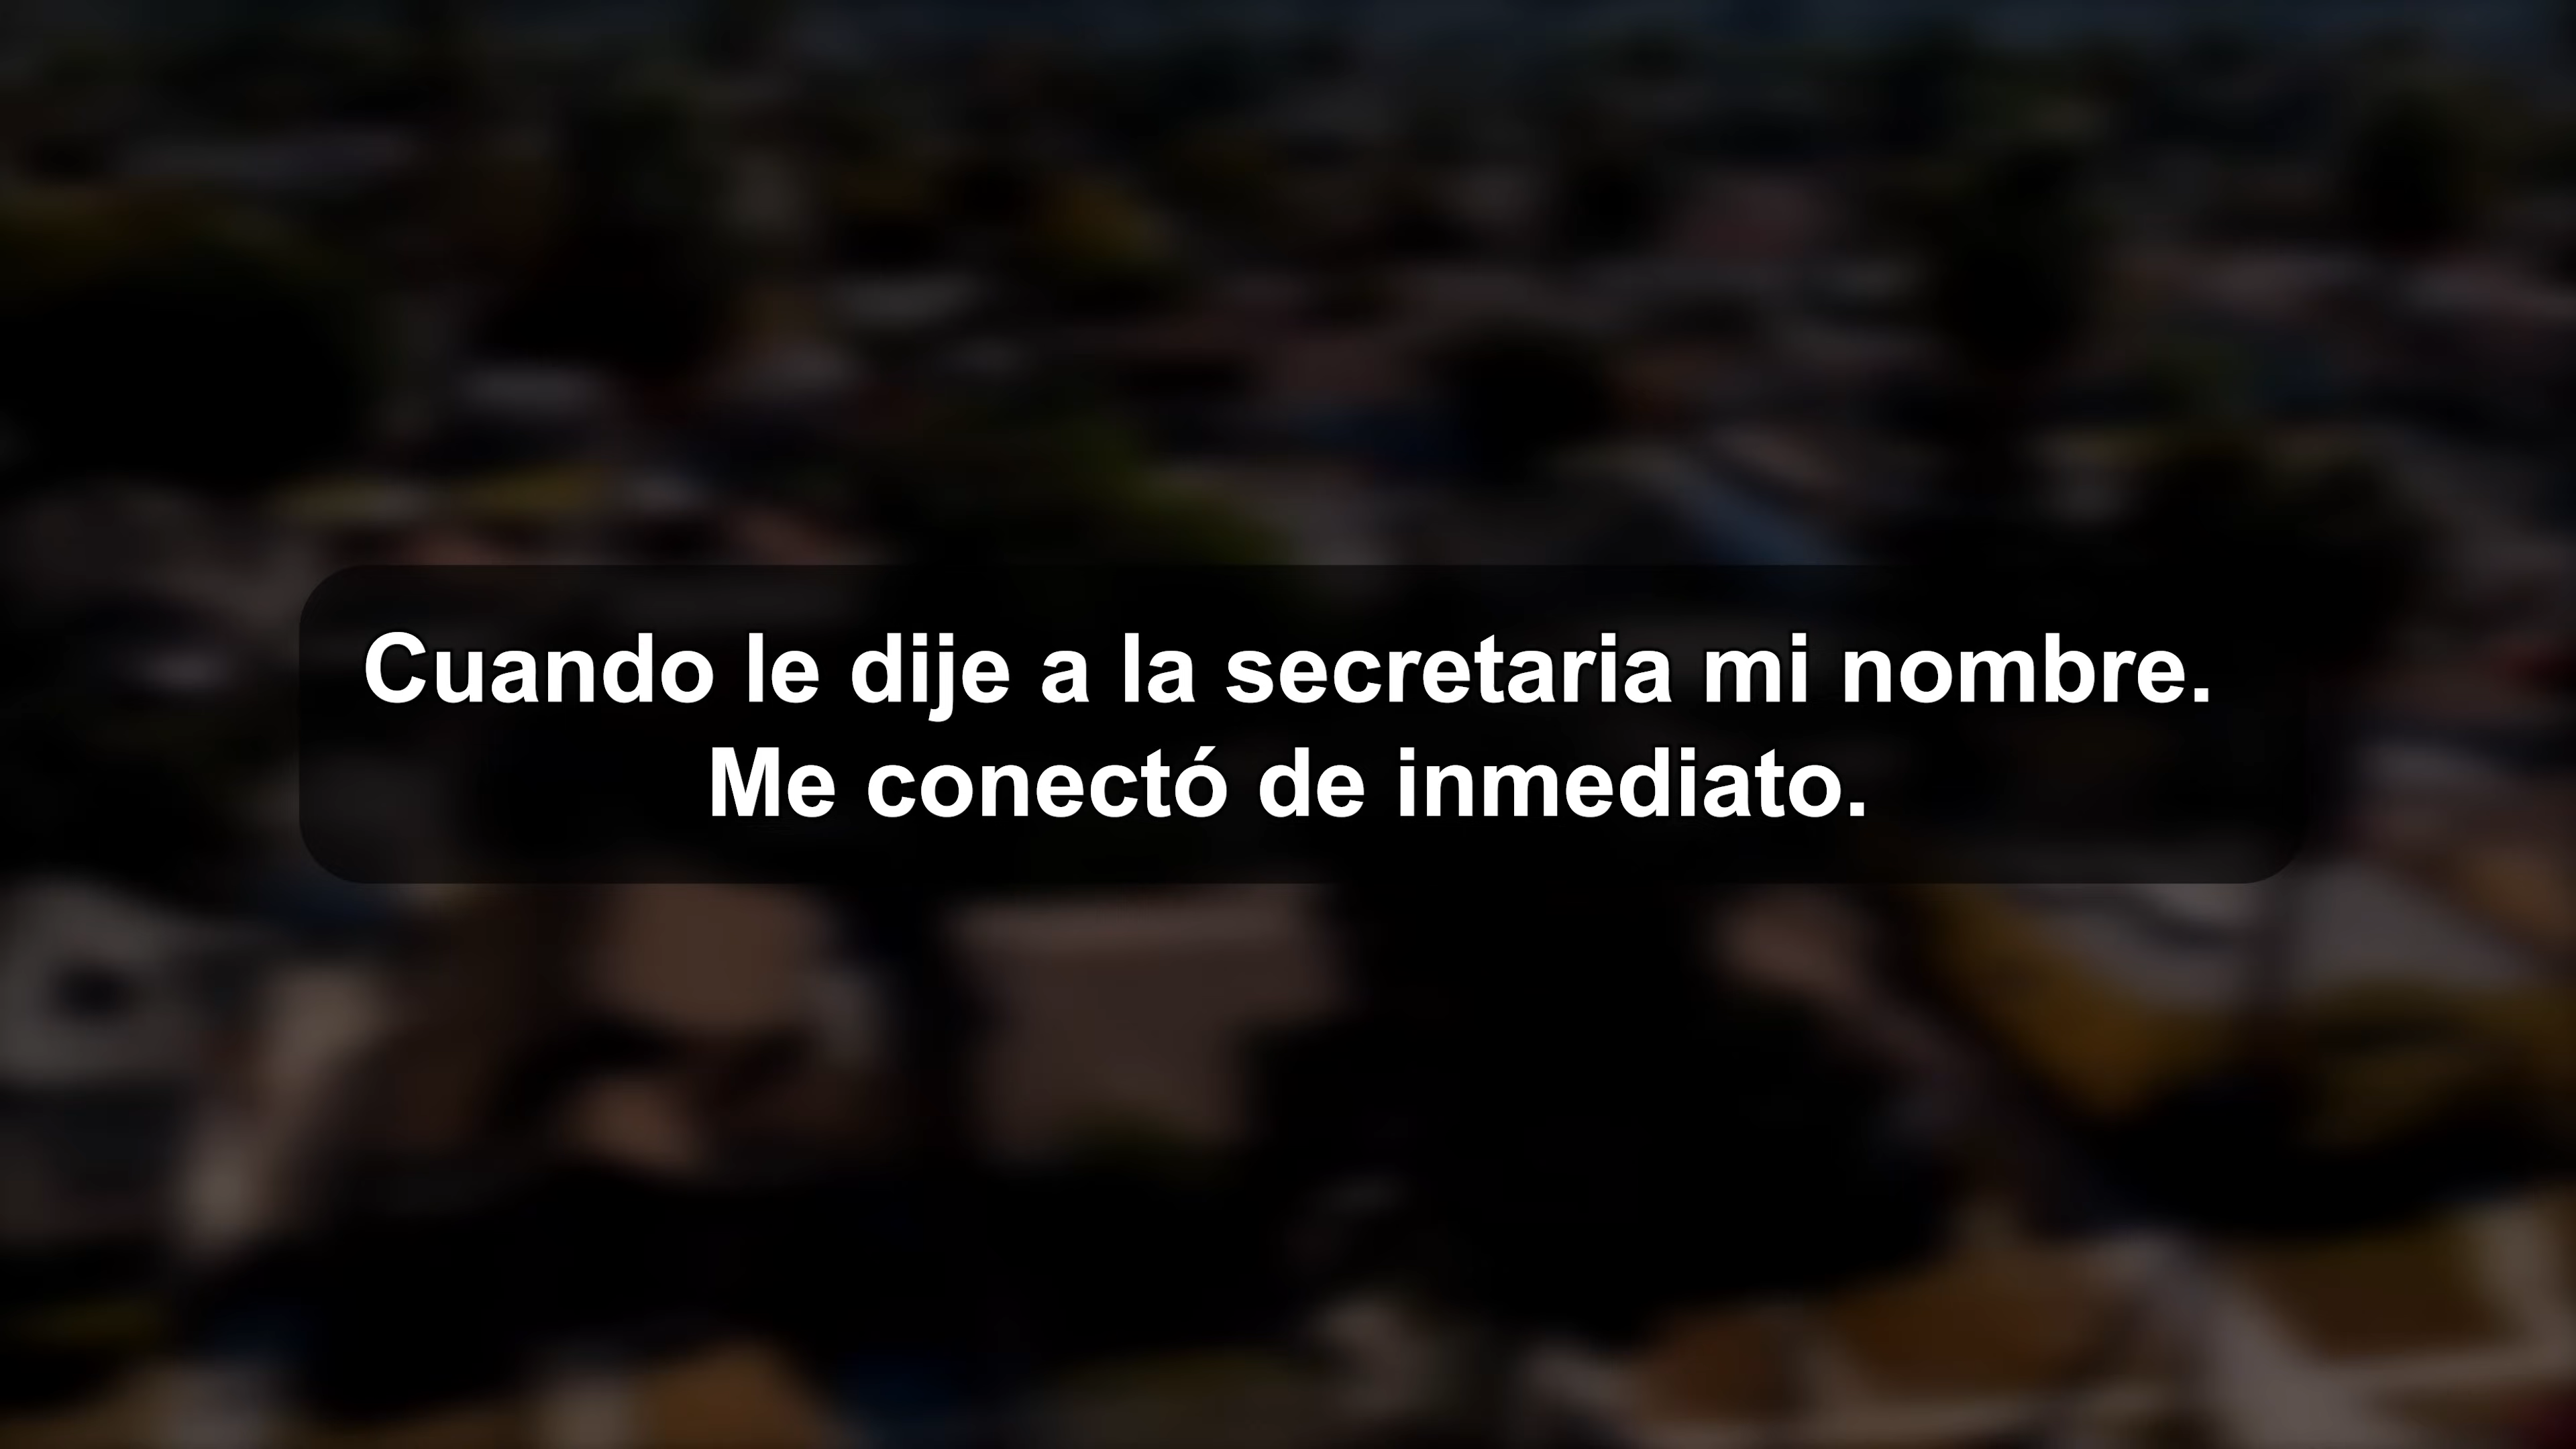 Cuando le dije a la secretaria mi nombre.
Me conectó de inmediato.